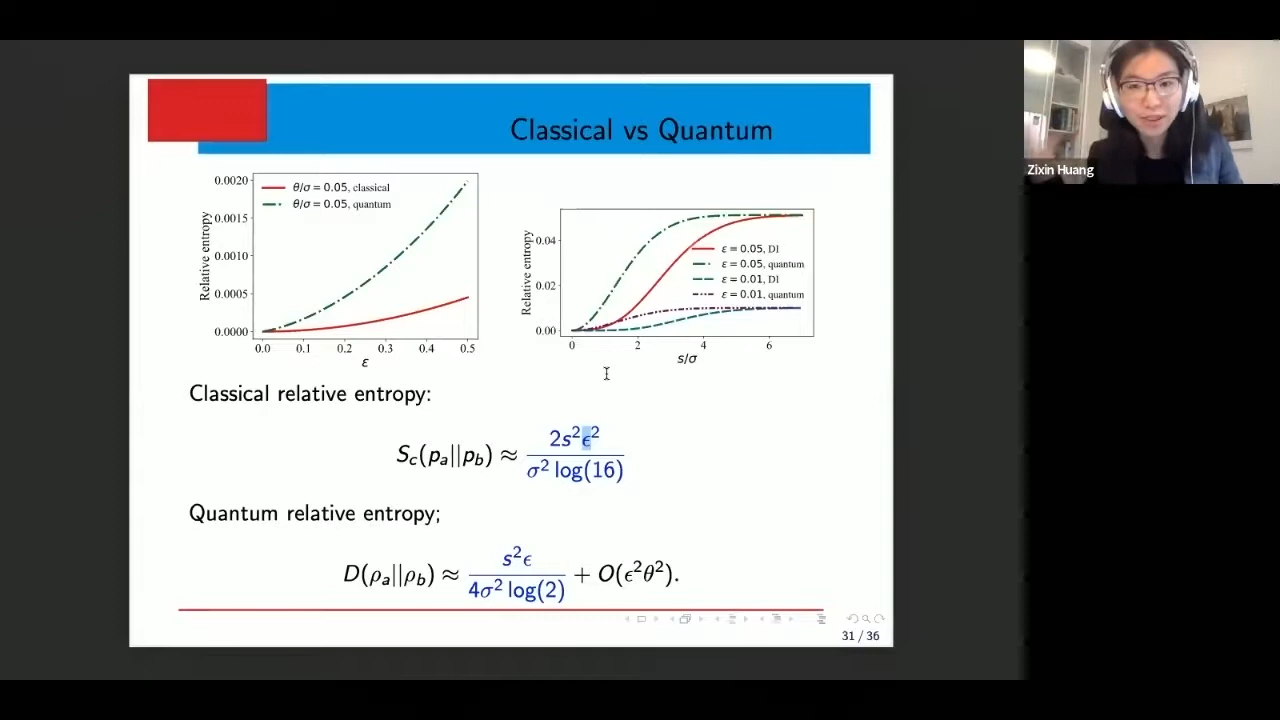 Classical vs Quantum
0.0020
0.0015
0.0010
0.0005
0.0000
Relative entropy
θ/σ = 0.05, classical
θ/σ = 0.05, quantum
0.0 0.1 0.2 0.3 0.4 0.5
ε
0.04
0.02
0.00
Relative entropy
ε = 0.05, DI
ε = 0.05, quantum
ε = 0.01, DI
ε = 0.01, quantum
0 2 4 6
s/σ
Classical relative entropy:
S_c(p_a||p_b) ≈ 2s²ϵ² / σ² log(16)
Quantum relative entropy;
D(ρ_a||ρ_b) ≈ s²ϵ / 4σ² log(2) + O(ϵ²θ²).
31 / 36
Zixin Huang